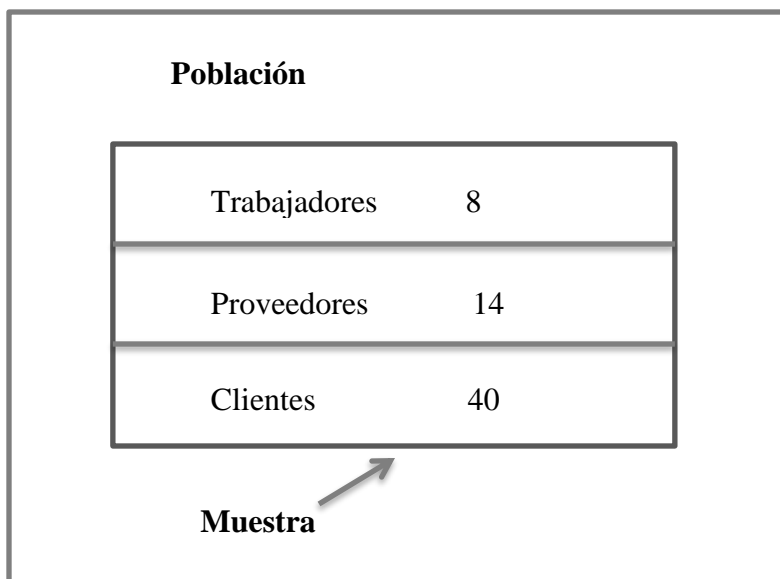 Población
Trabajadores 8
Proveedores 14
Clientes 40
Muestra